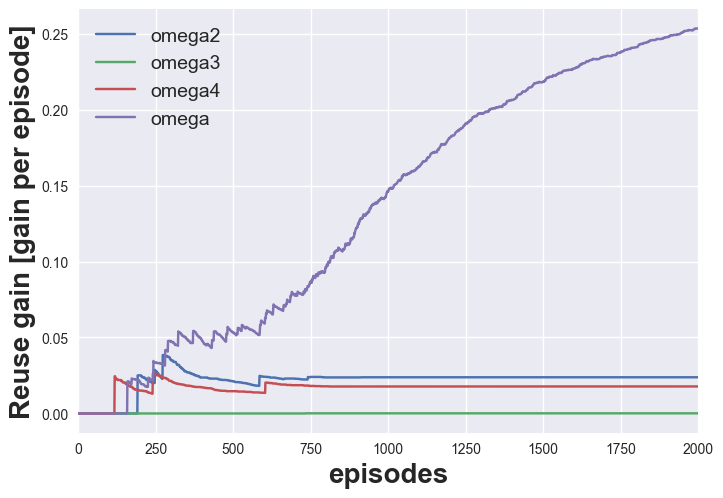 Reuse gain [gain per episode]
0.25
0.20
0.15
0.10
0.05
0.00
omega2
omega3
omega4
omega
0 250 500 750 1000 1250 1500 1750 2000
episodes